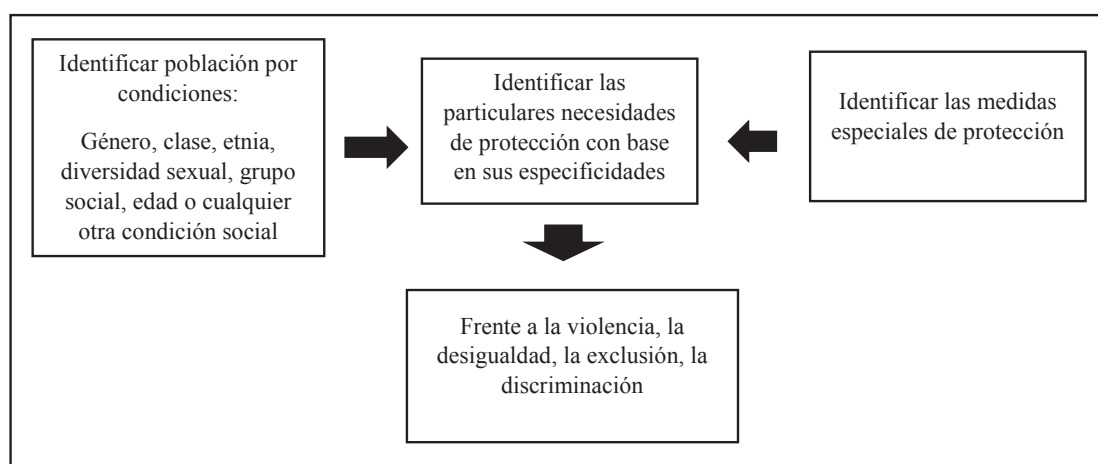 Identificar población por
condiciones:
Género, clase, etnia,
diversidad sexual, grupo
social, edad o cualquier
otra condición social
Identificar las
particulares necesidades
de protección con base
en sus especificidades
Identificar las medidas
especiales de protección
Frente a la violencia, la
desigualdad, la exclusión, la
discriminación